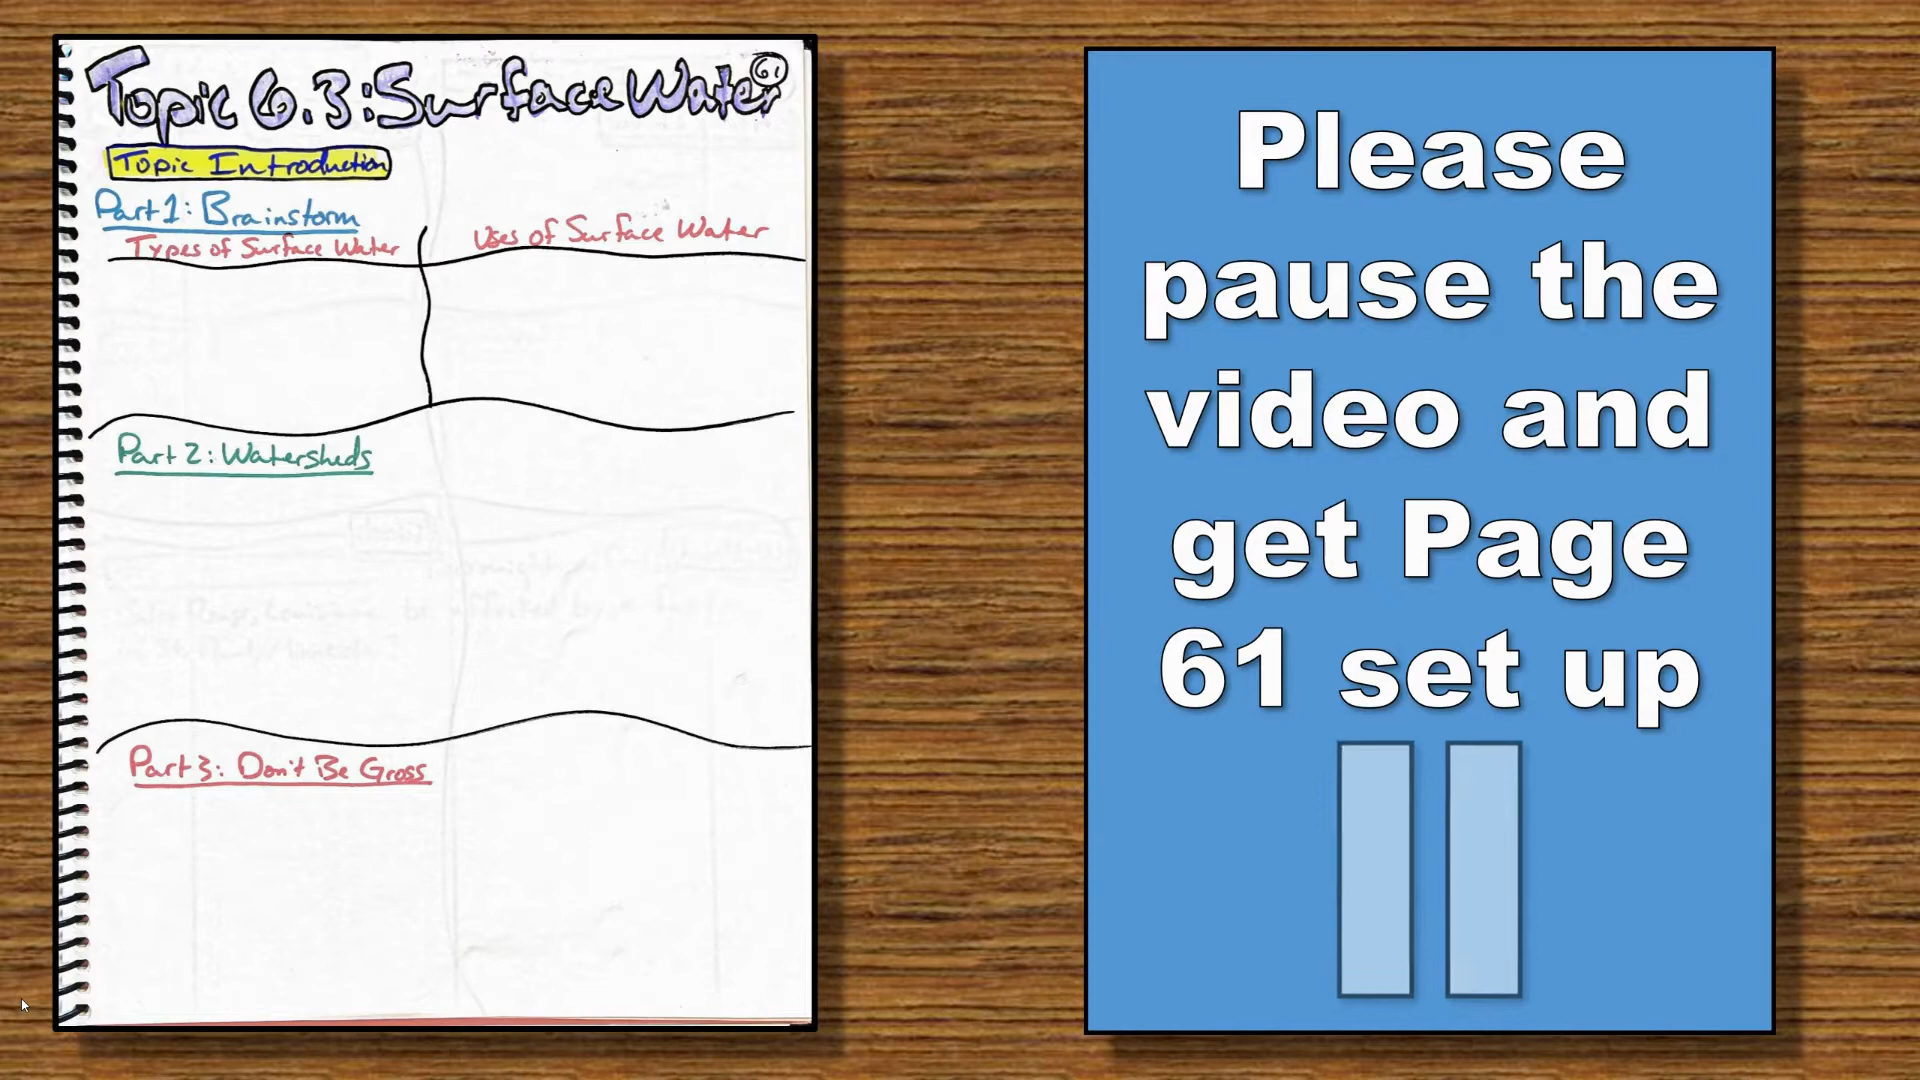 Topic 6.3: Surface Water
61
Topic Introduction
Part 1: Brainstorm
Types of Surface Water
Uses of Surface Water
Part 2: Watersheds
Part 3: Don't Be Gross
Please
pause the
video and
get Page
61 set up